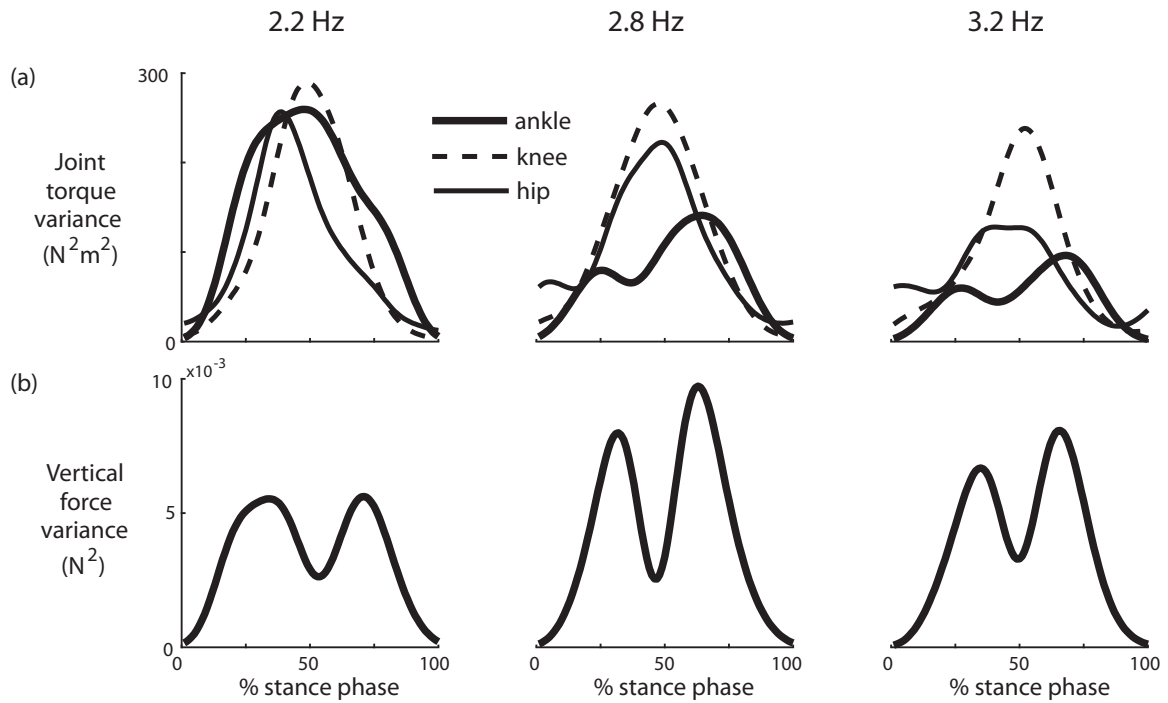 2.2 Hz
2.8 Hz
3.2 Hz
(a)
300
Joint
torque
variance
(N²m²)
0
ankle
knee
hip
(b)
10
x10⁻³
Vertical
force
variance
(N²)
5
0
0
50
100
% stance phase
0
50
100
% stance phase
0
50
100
% stance phase